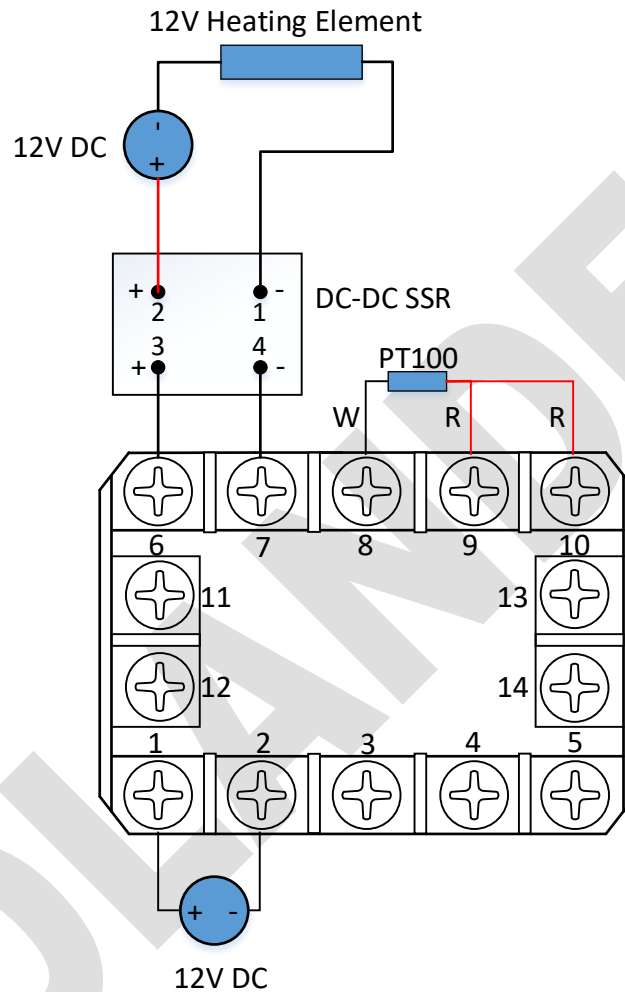 12V Heating Element
12V DC
-
+
+ 2 1 -
DC-DC SSR
+ 3 4 -
PT100
W R R
6 7 8 9 10
11 13
12 14
1 2 3 4 5
+ -
12V DC